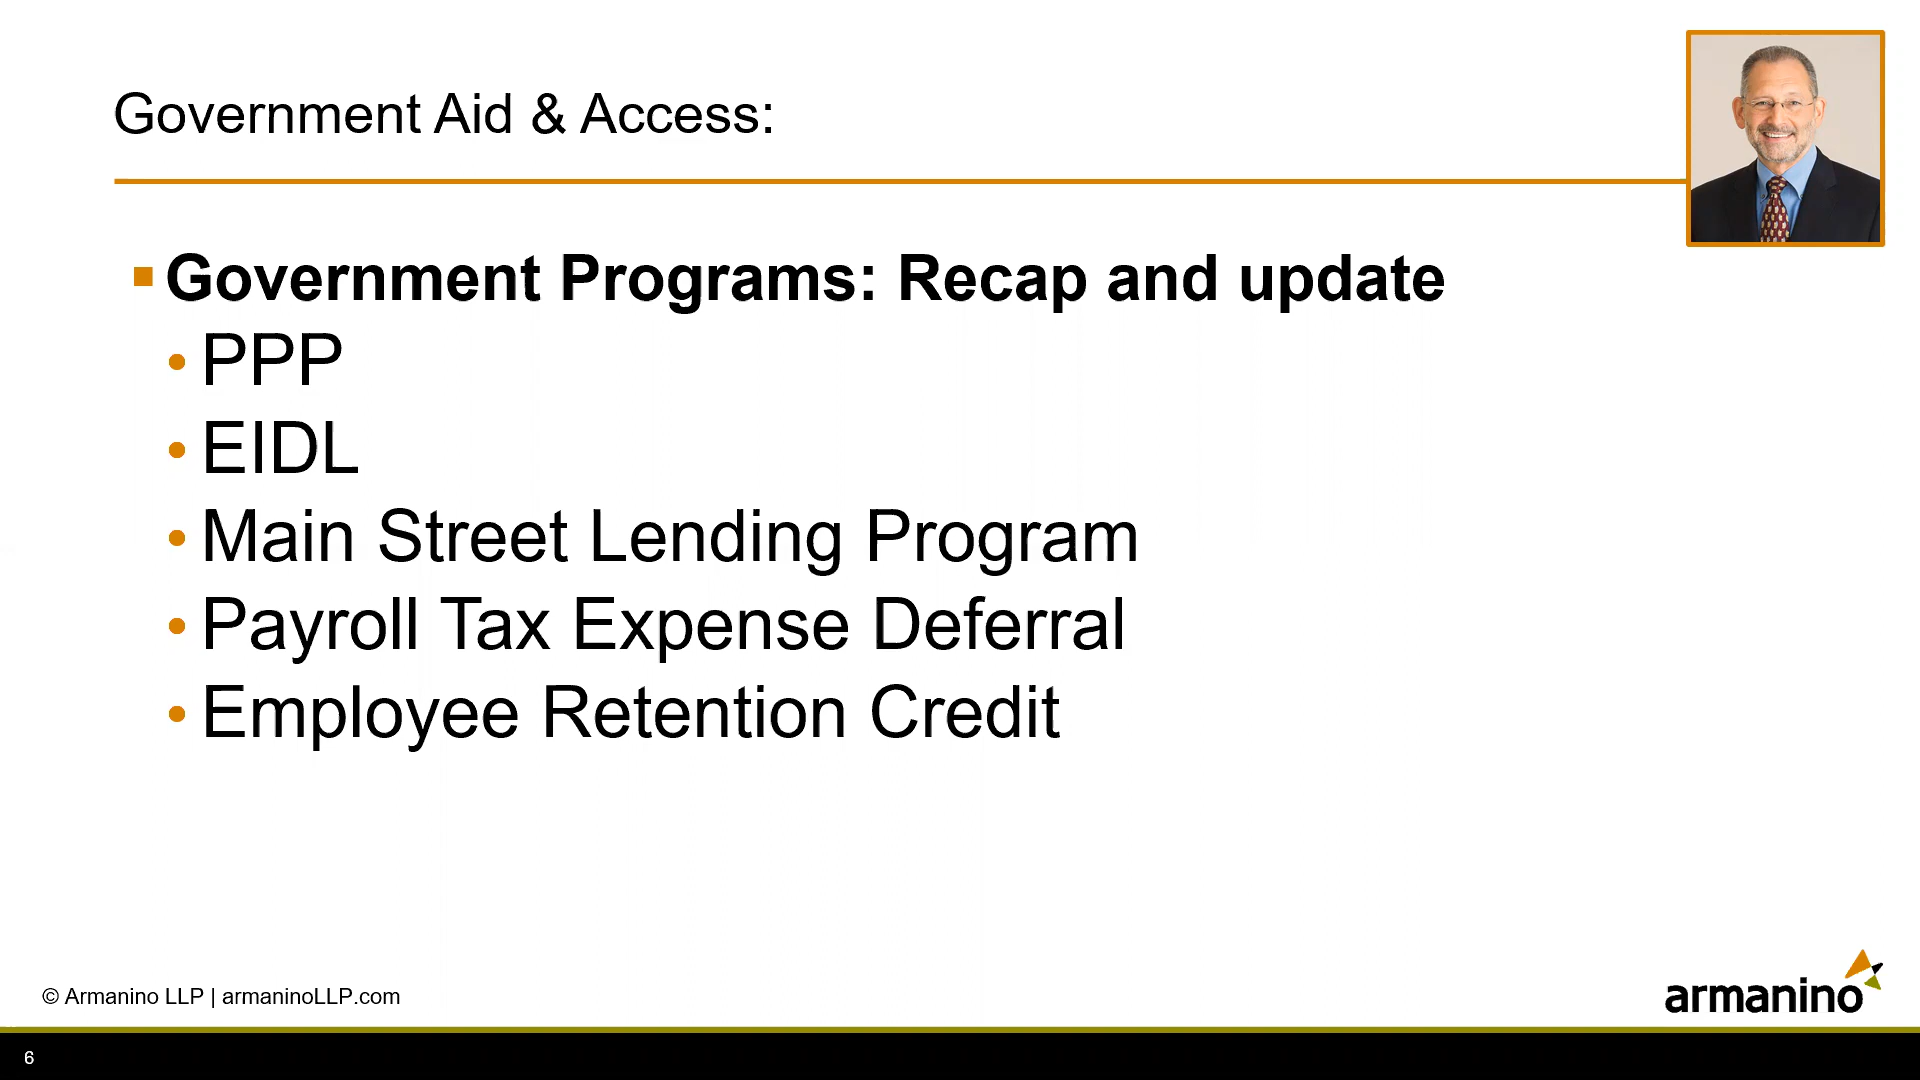 Government Aid & Access:
Government Programs: Recap and update
PPP
EIDL
Main Street Lending Program
Payroll Tax Expense Deferral
Employee Retention Credit
© Armanino LLP | armaninoLLP.com
armanino
6